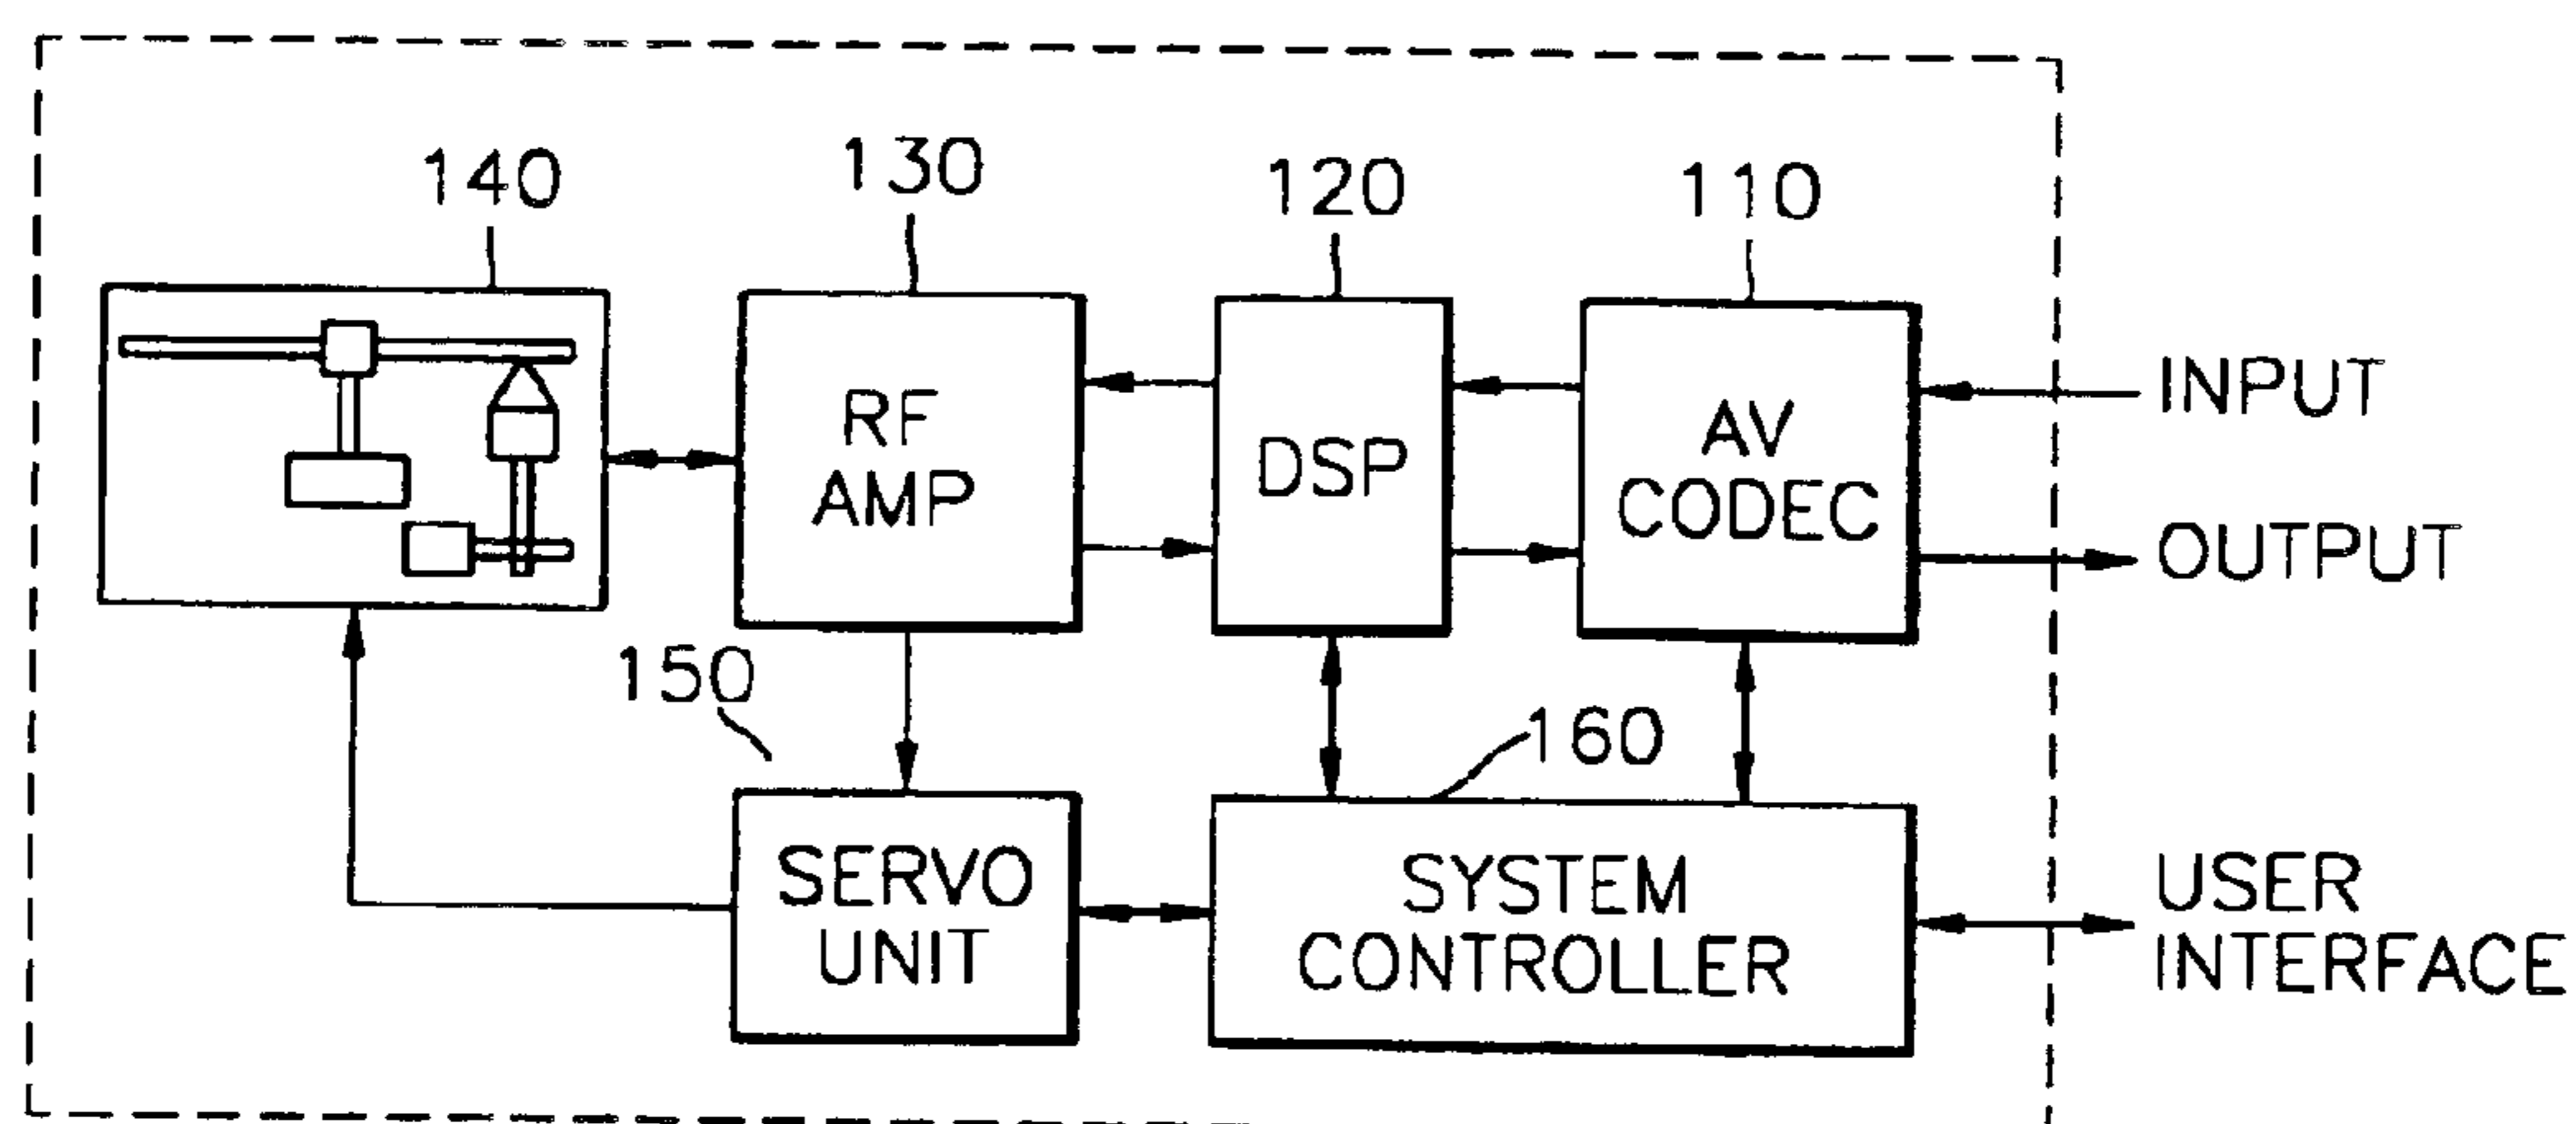 140
130
120
110
RF
AMP
DSP
AV
CODEC
INPUT
OUTPUT
150
160
SERVO
UNIT
SYSTEM
CONTROLLER
USER
INTERFACE